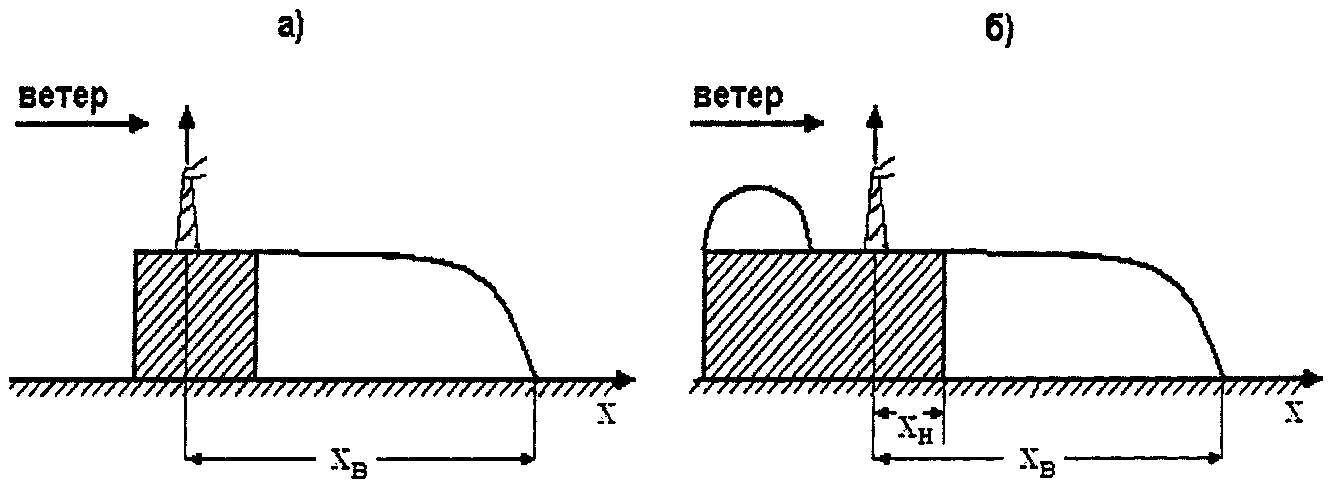 а) б)
ветер ветер
x x
xн
xв xв